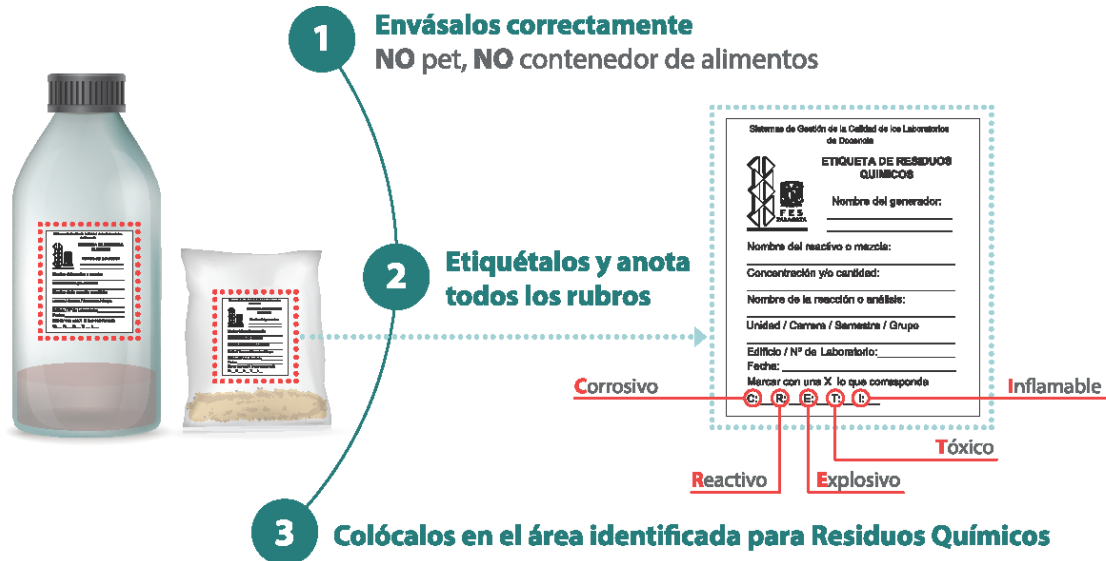 1
Envásalos correctamente
NO pet, NO contenedor de alimentos
2
Etiquétalos y anota
todos los rubros
Sistemas de Gestión de la Calidad de los Laboratorios
de Docencia
ETIQUETA DE RESIDUOS
QUIMICOS
FES
ZARAGOZA
Nombre del generador:
Nombre del reactivo o mezcla:
Concentración y/o cantidad:
Nombre de la reacción o análisis:
Unidad / Carrera / Semestre / Grupo
Edificio / Nº de Laboratorio:
Fecha:
Marcar con una X lo que corresponda
C: R: E: T: I:
Corrosivo
Inflamable
Tóxico
Reactivo
Explosivo
3
Colócalos en el área identificada para Residuos Químicos